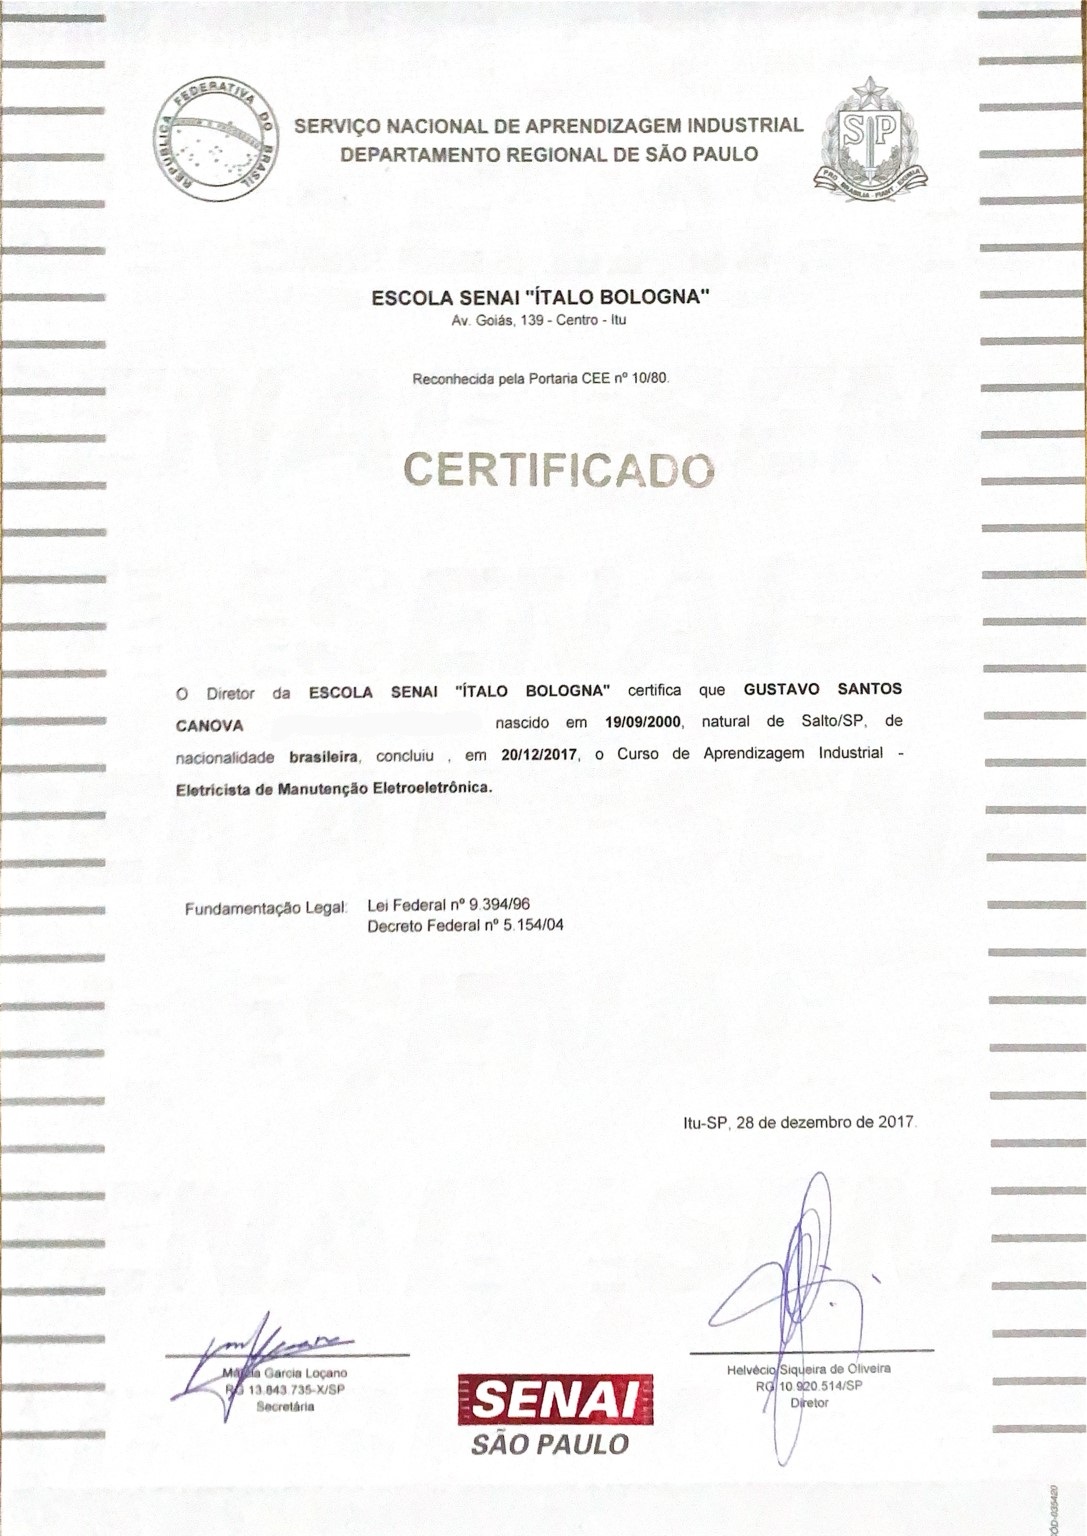 REPÚBLICA FEDERATIVA DO BRASIL
SERVIÇO NACIONAL DE APRENDIZAGEM INDUSTRIAL
DEPARTAMENTO REGIONAL DE SÃO PAULO
SP
ESCOLA SENAI "ÍTALO BOLOGNA"
Av. Goiás, 139 - Centro - Itu
Reconhecida pela Portaria CEE nº 10/80.
CERTIFICADO
O Diretor da ESCOLA SENAI "ÍTALO BOLOGNA" certifica que GUSTAVO SANTOS
CANOVA nascido em 19/09/2000, natural de Salto/SP, de
nacionalidade brasileira, concluiu , em 20/12/2017, o Curso de Aprendizagem Industrial -
Eletricista de Manutenção Eletroeletrônica.
Fundamentação Legal: Lei Federal nº 9.394/96
Decreto Federal nº 5.154/04
Itu-SP, 28 de dezembro de 2017.
Garcia Loçano
RG 13.843.735-X/SP
Secretária
Helvécio Siqueira de Oliveira
RG 10.920.514/SP
Diretor
SENAI
SÃO PAULO